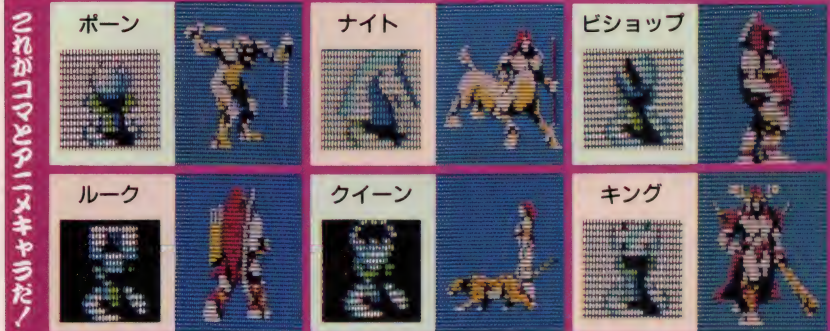 これがコマとアニメキャラだ！
ポーン
ナイト
ビショップ
ルーク
クイーン
キング